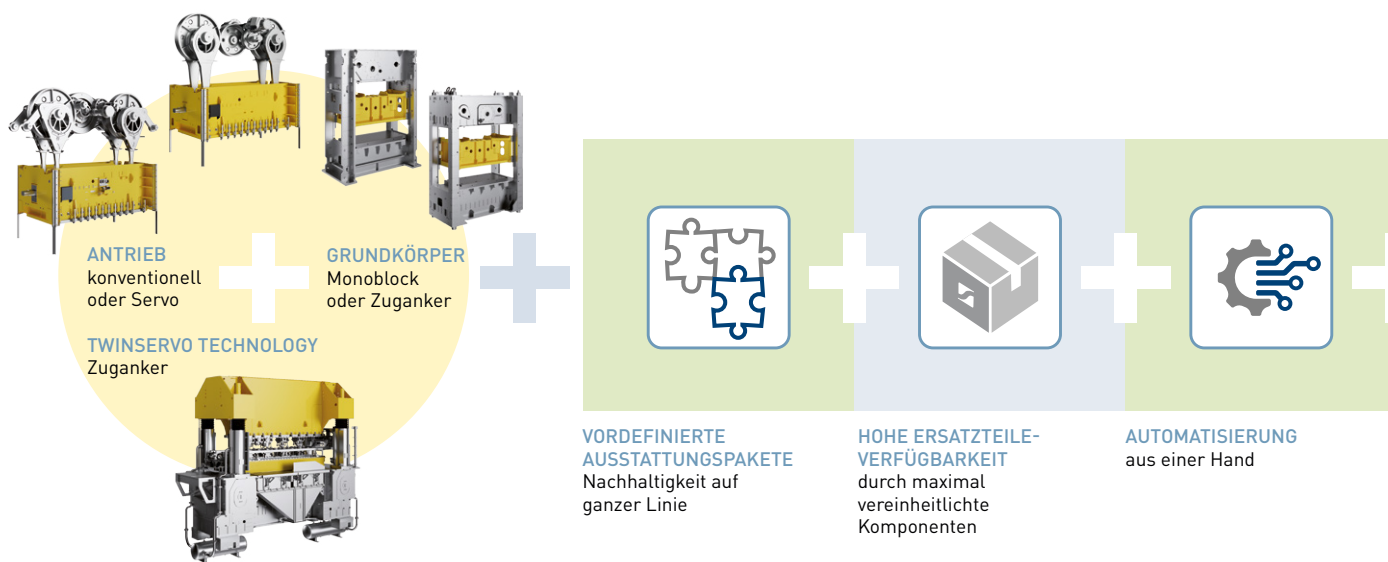 ANTRIEB
konventionell
oder Servo
GRUNDKÖRPER
Monoblock
oder Zuganker
TWINSERVO TECHNOLOGY
Zuganker
VORDEFINIERTE
AUSSTATTUNGSPAKETE
Nachhaltigkeit auf
ganzer Linie
HOHE ERSATZTEILE-
VERFÜGBARKEIT
durch maximal
vereinheitlichte
Komponenten
AUTOMATISIERUNG
aus einer Hand